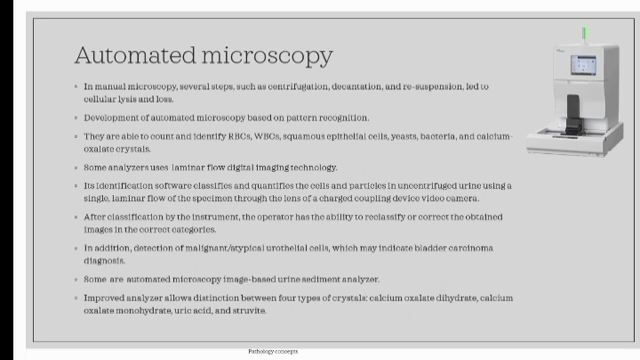 Automated microscopy
In manual microscopy, several steps, such as centrifugation, decantation, and re-suspension, led to
cellular lysis and loss.
Development of automated microscopy based on pattern recognition.
They are able to count and identify RBCs, WBCs, squamous epithelial cells, yeasts, bacteria, and calcium-
oxalate crystals.
Some analyzers uses laminar flow digital imaging technology.
Its identification software classifies and quantifies the cells and particles in uncentrifuged urine using a
single, laminar flow of the specimen through the lens of a charged coupling device video camera.
After classification by the instrument, the operator has the ability to reclassify or correct the obtained
images in the correct categories.
In addition, detection of malignant/atypical urothelial cells, which may indicate bladder carcinoma
diagnosis.
Some are automated microscopy image-based urine sediment analyzer.
Improved analyzer allows distinction between four types of crystals: calcium oxalate dihydrate, calcium
oxalate monohydrate, uric acid, and struvite.
Pathology concepts